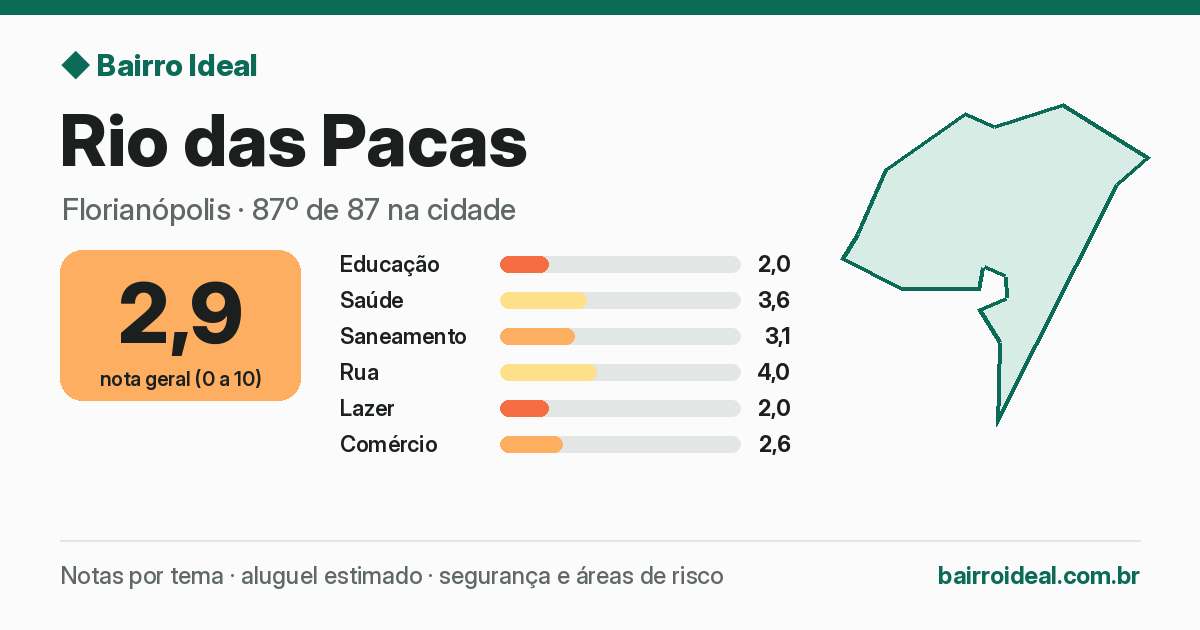 Bairro Ideal
Rio das Pacas
Florianópolis · 87º de 87 na cidade
2,9
nota geral (0 a 10)
Educação 2,0
Saúde 3,6
Saneamento 3,1
Rua 4,0
Lazer 2,0
Comércio 2,6
Notas por tema · aluguel estimado · segurança e áreas de risco
bairroideal.com.br